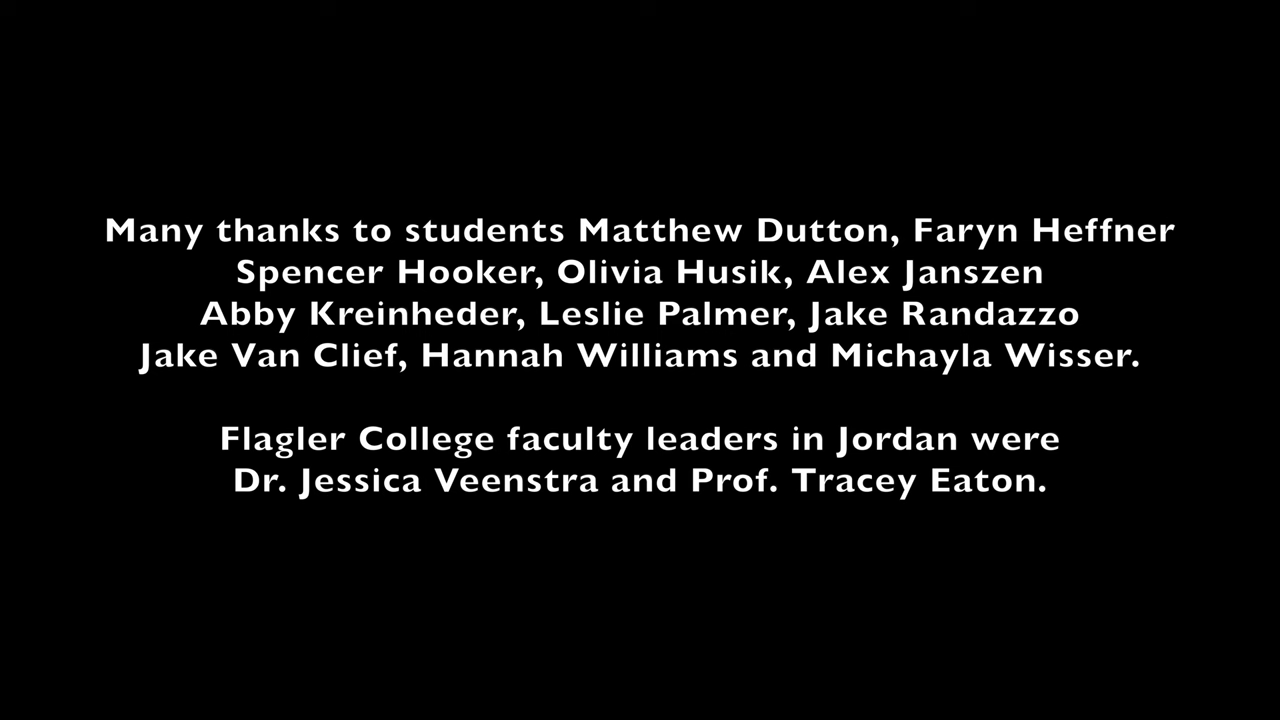 Many thanks to students Matthew Dutton, Faryn Heffner
Spencer Hooker, Olivia Husik, Alex Janszen
Abby Kreinheder, Leslie Palmer, Jake Randazzo
Jake Van Clief, Hannah Williams and Michayla Wisser.
Flagler College faculty leaders in Jordan were
Dr. Jessica Veenstra and Prof. Tracey Eaton.